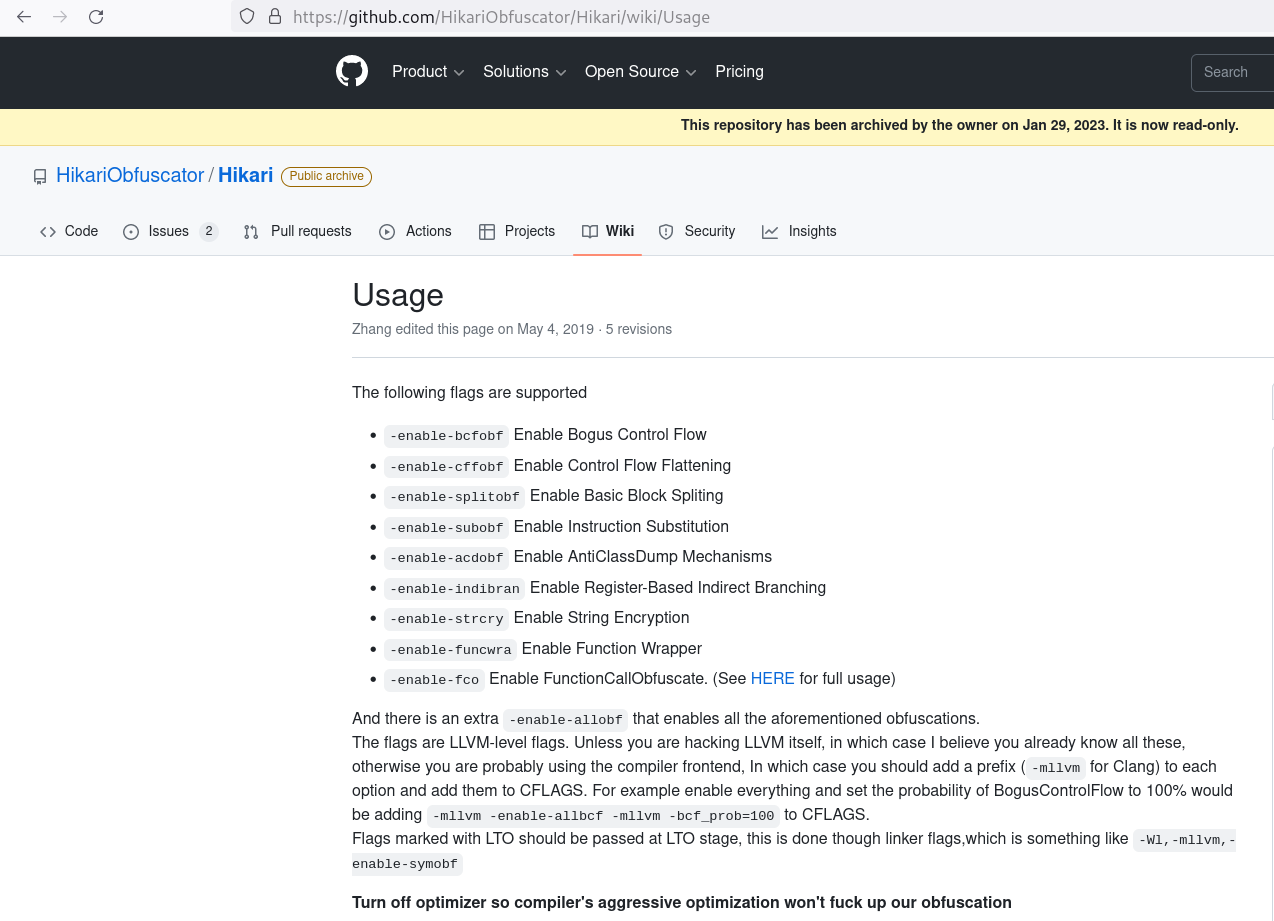 https://github.com/HikariObfuscator/Hikari/wiki/Usage
Product Solutions Open Source Pricing Search
This repository has been archived by the owner on Jan 29, 2023. It is now read-only.
HikariObfuscator / Hikari Public archive
Code Issues 2 Pull requests Actions Projects Wiki Security Insights
Usage
Zhang edited this page on May 4, 2019 · 5 revisions
The following flags are supported
• -enable-bcfobf Enable Bogus Control Flow
• -enable-cffobf Enable Control Flow Flattening
• -enable-splitobf Enable Basic Block Spliting
• -enable-subobf Enable Instruction Substitution
• -enable-acdobf Enable AntiClassDump Mechanisms
• -enable-indibran Enable Register-Based Indirect Branching
• -enable-strcry Enable String Encryption
• -enable-funcwra Enable Function Wrapper
• -enable-fco Enable FunctionCallObfuscate. (See HERE for full usage)
And there is an extra -enable-allobf that enables all the aforementioned obfuscations.
The flags are LLVM-level flags. Unless you are hacking LLVM itself, in which case I believe you already know all these,
otherwise you are probably using the compiler frontend, In which case you should add a prefix ( -mllvm for Clang) to each
option and add them to CFLAGS. For example enable everything and set the probability of BogusControlFlow to 100% would
be adding -mllvm -enable-allbcf -mllvm -bcf_prob=100 to CFLAGS.
Flags marked with LTO should be passed at LTO stage, this is done though linker flags,which is something like -Wl,-mllvm,-
enable-symobf
Turn off optimizer so compiler's aggressive optimization won't fuck up our obfuscation